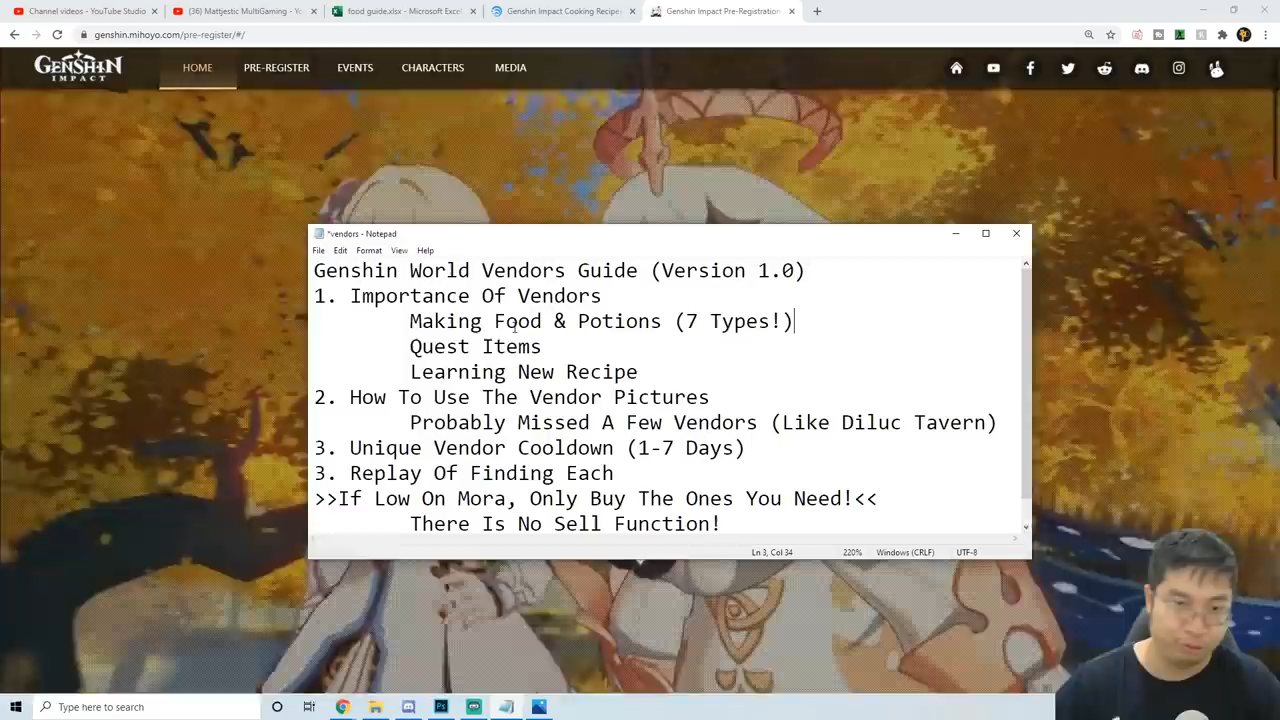 Channel videos - YouTube Studio
(36) Mattjestic MultiGaming - Yo
food guide.xlsx - Microsoft Excel
Genshin Impact Cooking Recipe
Genshin Impact Pre-Registration
genshin.mihoyo.com/pre-register/#/
GENSHIN IMPACT
HOME
PRE-REGISTER
EVENTS
CHARACTERS
MEDIA
*vendors - Notepad
File Edit Format View Help
Genshin World Vendors Guide (Version 1.0)
1. Importance Of Vendors
Making Food & Potions (7 Types!)
Quest Items
Learning New Recipe
2. How To Use The Vendor Pictures
Probably Missed A Few Vendors (Like Diluc Tavern)
3. Unique Vendor Cooldown (1-7 Days)
3. Replay Of Finding Each
>>If Low On Mora, Only Buy The Ones You Need!<<
There Is No Sell Function!
Ln 3, Col 34
220%
Windows (CRLF)
UTF-8
Type here to search